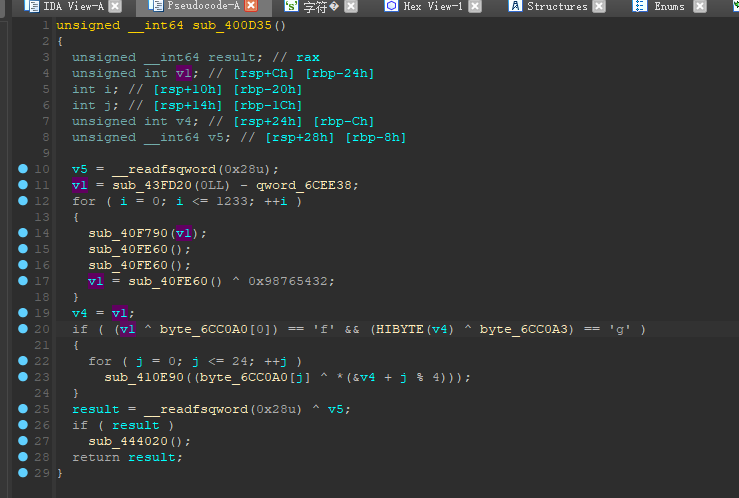 IDA View-A Pseudocode-A 字符� Hex View-1 Structures Enums
1 unsigned __int64 sub_400D35()
2 {
3   unsigned __int64 result; // rax
4   unsigned int v1; // [rsp+Ch] [rbp-24h]
5   int i; // [rsp+10h] [rbp-20h]
6   int j; // [rsp+14h] [rbp-1Ch]
7   unsigned int v4; // [rsp+24h] [rbp-Ch]
8   unsigned __int64 v5; // [rsp+28h] [rbp-8h]
9
10   v5 = __readfsqword(0x28u);
11   v1 = sub_43FD20(0LL) - qword_6CEE38;
12   for ( i = 0; i <= 1233; ++i )
13   {
14     sub_40F790(v1);
15     sub_40FE60();
16     sub_40FE60();
17     v1 = sub_40FE60() ^ 0x98765432;
18   }
19   v4 = v1;
20   if ( (v1 ^ byte_6CC0A0[0]) == 'f' && (HIBYTE(v4) ^ byte_6CC0A3) == 'g' )
21   {
22     for ( j = 0; j <= 24; ++j )
23       sub_410E90((byte_6CC0A0[j] ^ *(&v4 + j % 4)));
24   }
25   result = __readfsqword(0x28u) ^ v5;
26   if ( result )
27     sub_444020();
28   return result;
29 }